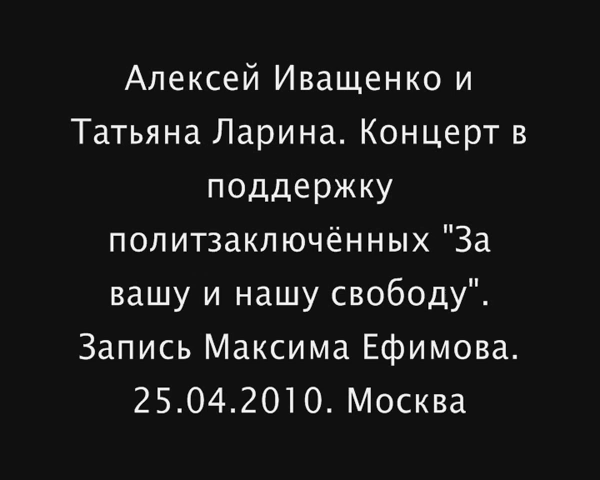 Алексей Иващенко и
Татьяна Ларина. Концерт в
поддержку
политзаключённых "За
вашу и нашу свободу".
Запись Максима Ефимова.
25.04.2010. Москва